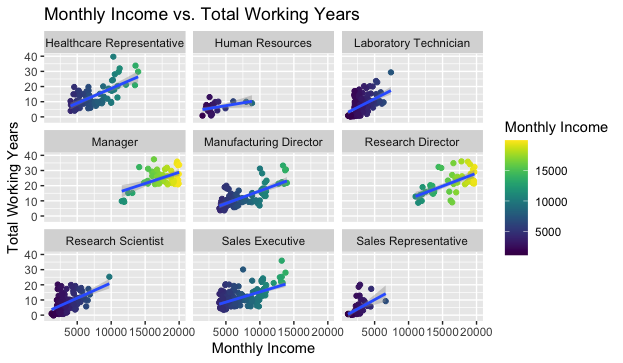 Monthly Income vs. Total Working Years
Healthcare Representative Human Resources Laboratory Technician
40
30
20
10
0
Manager Manufacturing Director Research Director
40
30
20
10
0
Research Scientist Sales Executive Sales Representative
40
30
20
10
0
5000 10000 15000 20000 5000 10000 15000 20000 5000 10000 15000 20000
Monthly Income
Total Working Years
Monthly Income
15000
10000
5000